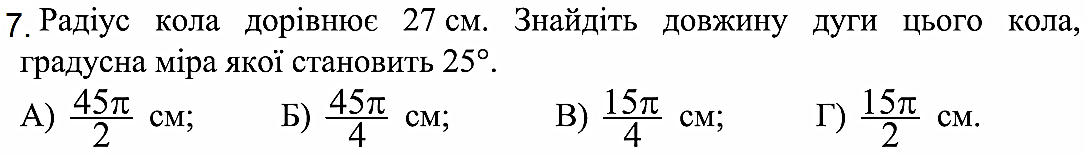 7. Радіус кола дорівнює 27 см. Знайдіть довжину дуги цього кола,
градусна міра якої становить 25°.
А) 45π/2 см; Б) 45π/4 см; В) 15π/4 см; Г) 15π/2 см.